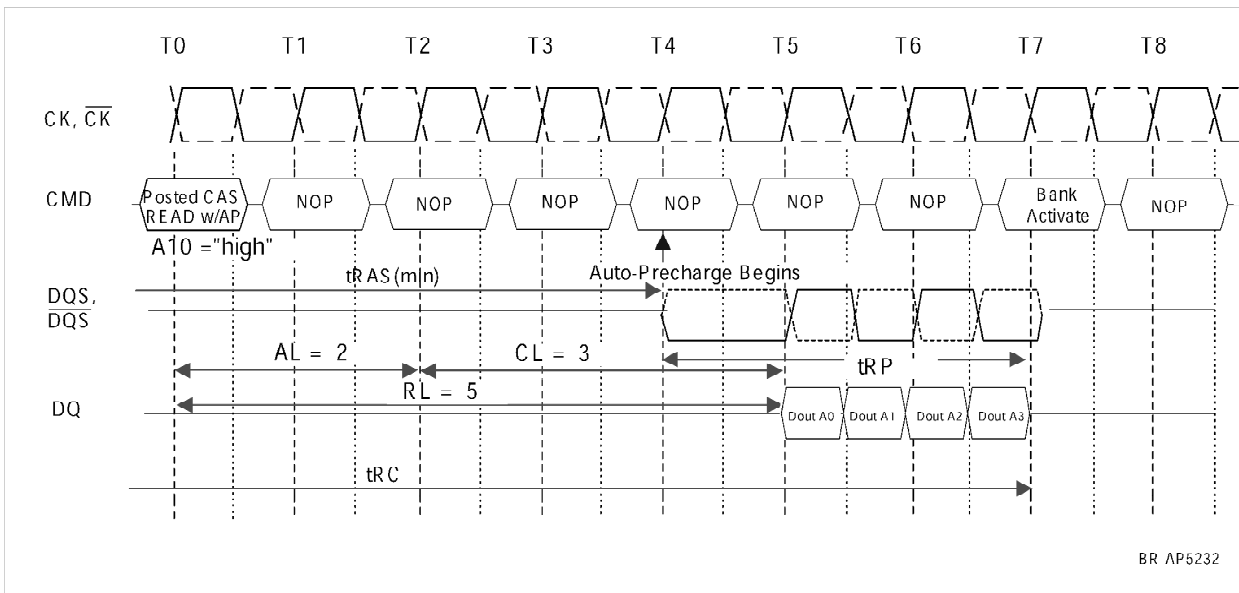 T0 T1 T2 T3 T4 T5 T6 T7 T8
CK, CK
CMD
Posted CAS
READ w/AP
NOP NOP NOP NOP NOP NOP
Bank
Activate
NOP
A10 ="high"
tRAS(min)
Auto-Precharge Begins
DQS,
DQS
AL = 2
CL = 3
tRP
RL = 5
DQ
Dout A0 Dout A1 Dout A2 Dout A3
tRC
BR AP5232